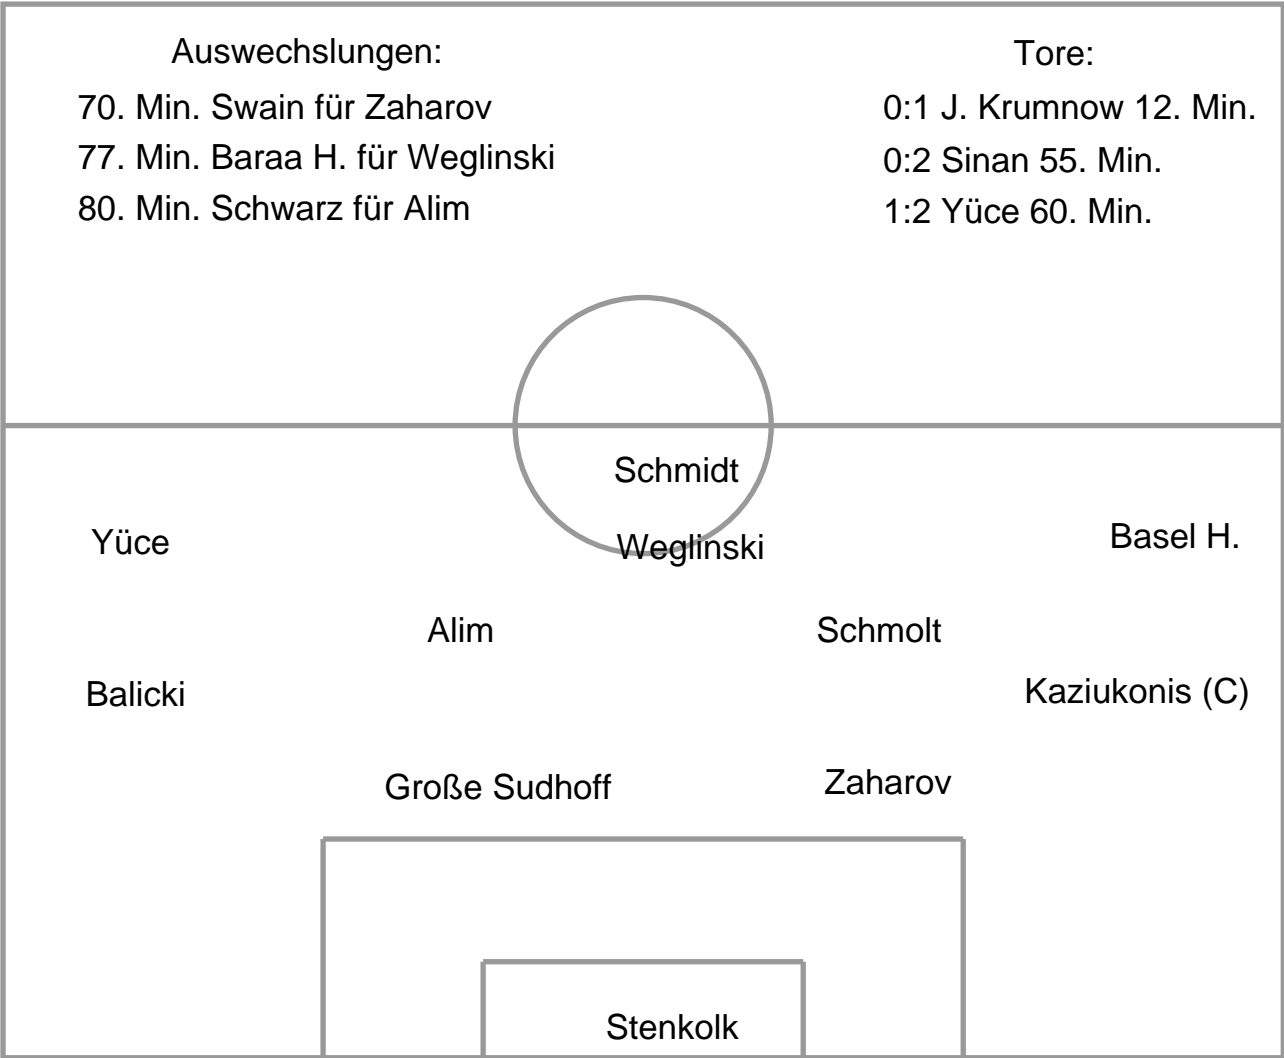 Auswechslungen:
70. Min. Swain für Zaharov
77. Min. Baraa H. für Weglinski
80. Min. Schwarz für Alim
Tore:
0:1 J. Krumnow 12. Min.
0:2 Sinan 55. Min.
1:2 Yüce 60. Min.
Schmidt
Yüce
Weglinski
Basel H.
Alim
Schmolt
Balicki
Kaziukonis (C)
Große Sudhoff
Zaharov
Stenkolk